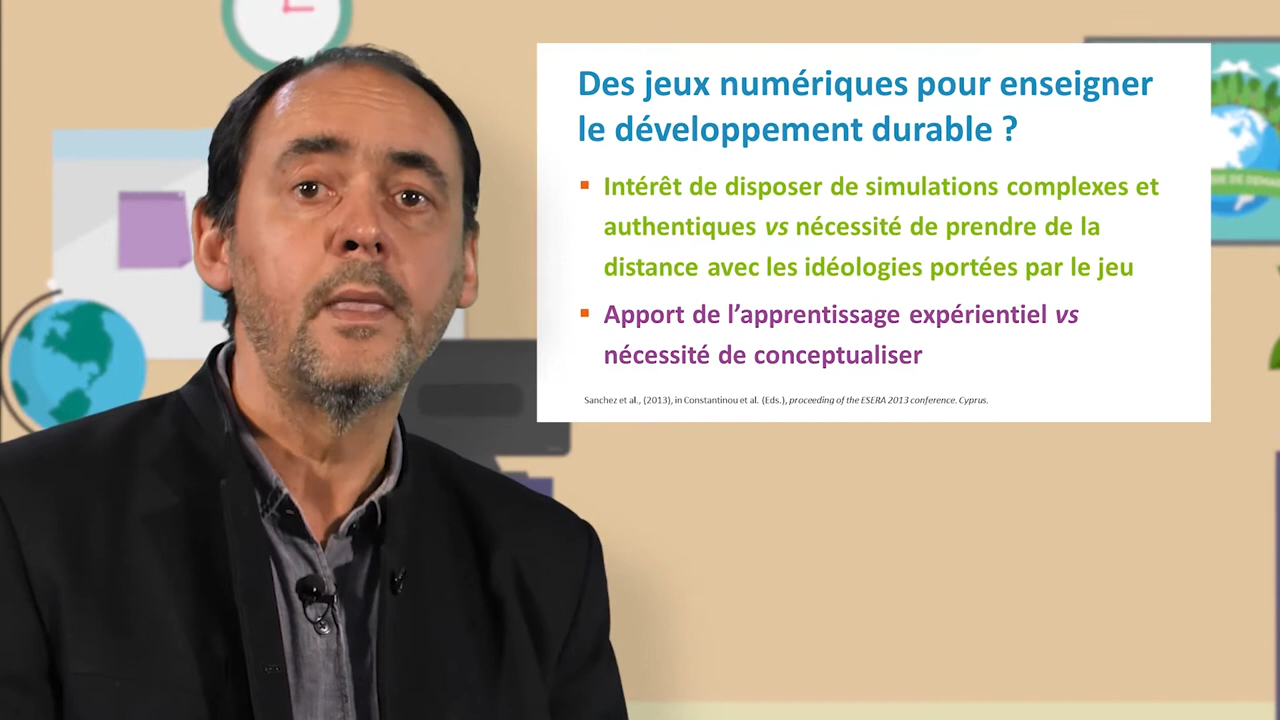 Des jeux numériques pour enseigner
le développement durable ?
Intérêt de disposer de simulations complexes et
authentiques vs nécessité de prendre de la
distance avec les idéologies portées par le jeu
Apport de l'apprentissage expérientiel vs
nécessité de conceptualiser
Sanchez et al., (2013), in Constantinou et al. (Eds.), proceeding of the ESERA 2013 conference. Cyprus.